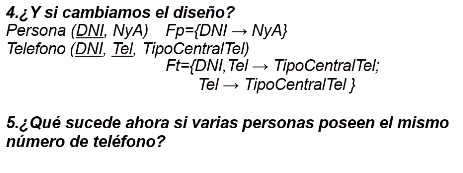 4.¿Y si cambiamos el diseño?
Persona (DNI, NyA) Fp={DNI → NyA}
Telefono (DNI, Tel, TipoCentralTel)
Ft={DNI,Tel → TipoCentralTel;
Tel → TipoCentralTel }
5.¿Qué sucede ahora si varias personas poseen el mismo
número de teléfono?